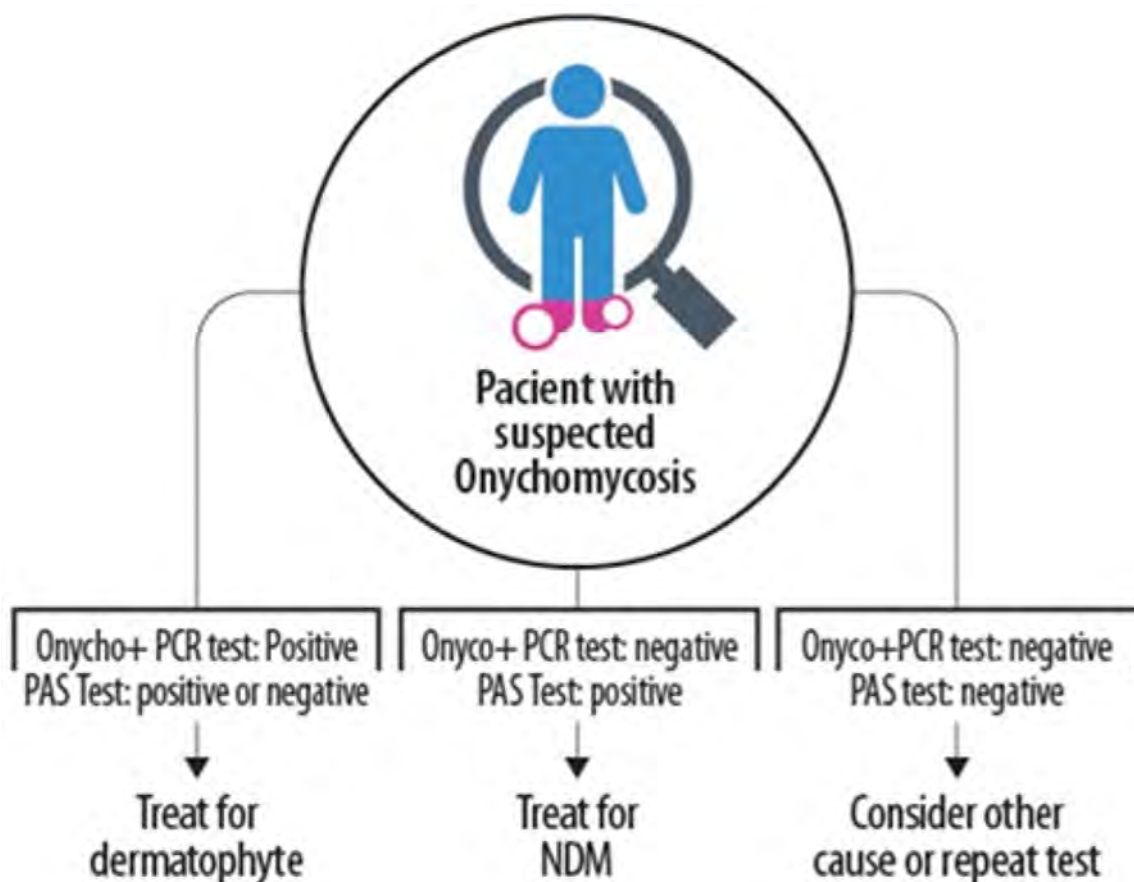 Pacient with
suspected
Onychomycosis
Onycho+ PCR test: Positive
PAS Test: positive or negative
Treat for
dermatophyte
Onyco+ PCR test: negative
PAS Test: positive
Treat for
NDM
Onyco+PCR test: negative
PAS test: negative
Consider other
cause or repeat test